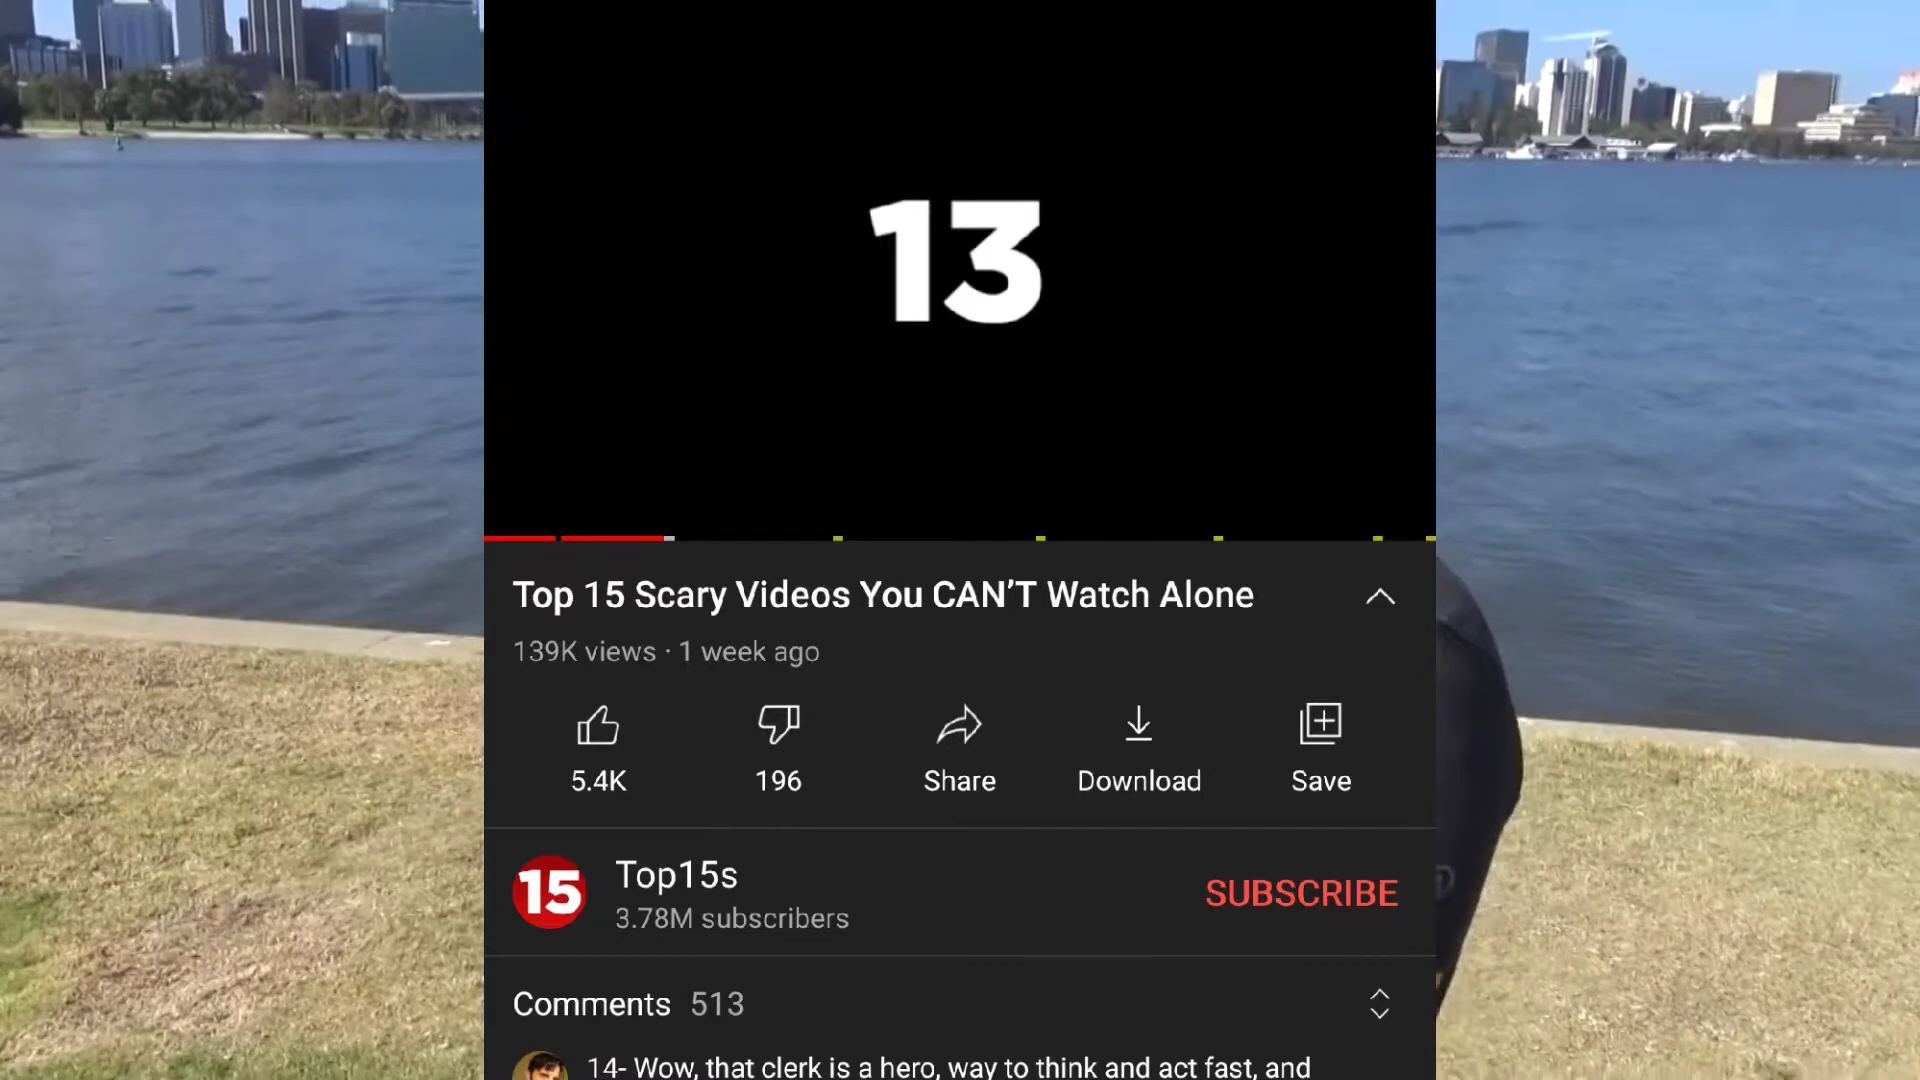 13
Top 15 Scary Videos You CAN’T Watch Alone
139K views · 1 week ago
5.4K
196
Share
Download
Save
15
Top15s
3.78M subscribers
SUBSCRIBE
Comments 513
14- Wow, that clerk is a hero, way to think and act fast, and